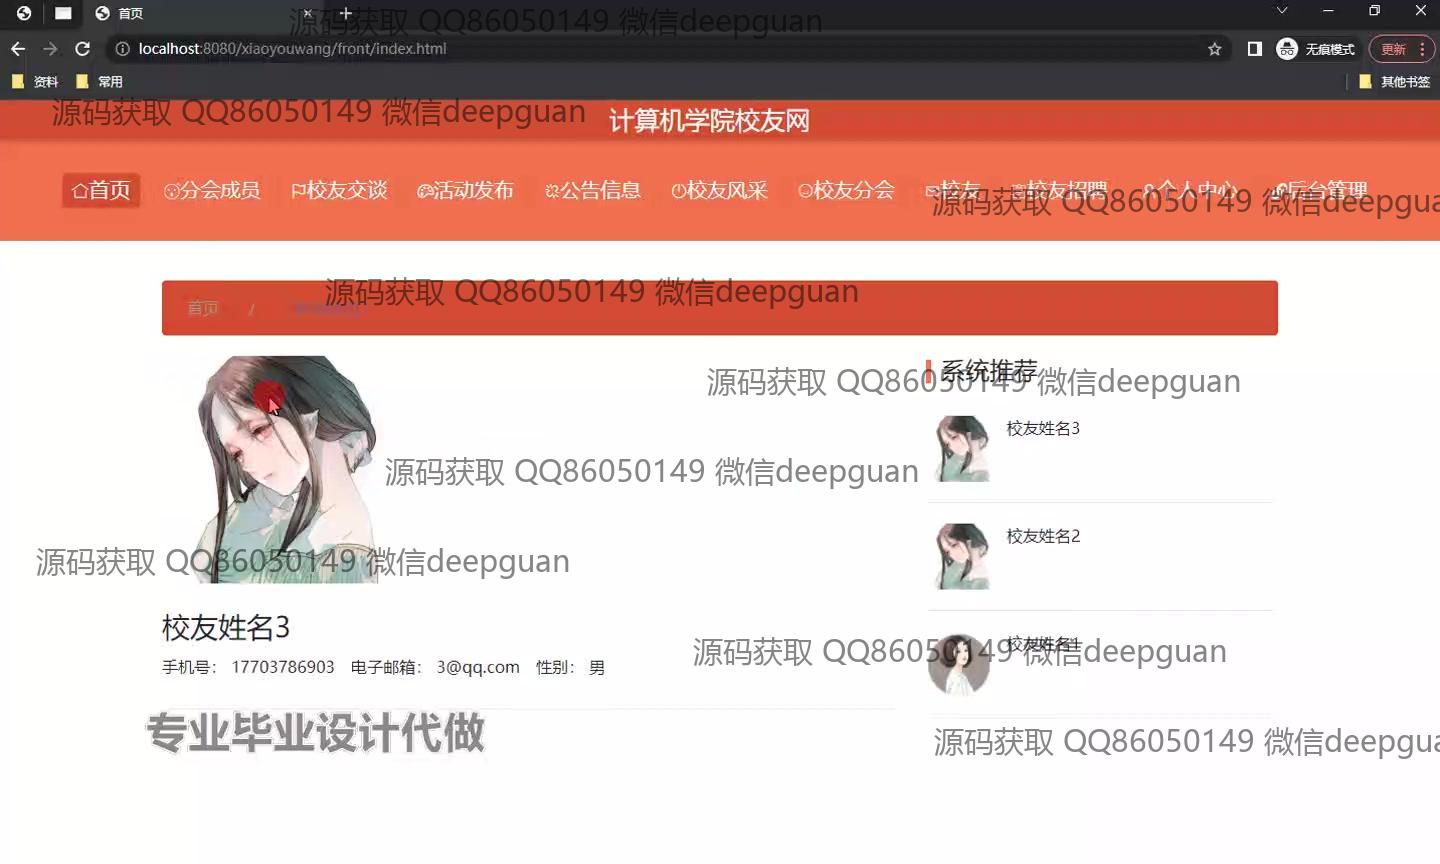 首页
源码获取 QQ86050149 微信deepguan
localhost:8080/xiaoyouwang/front/index.html
无痕模式
更新
资料
常用
其他书签
源码获取 QQ86050149 微信deepguan
计算机学院校友网
首页
分会成员
校友交谈
活动发布
公告信息
校友风采
校友分会
校友
校友招聘
个人中心
后台管理
源码获取 QQ86050149 微信deepgua
首页 /
源码获取 QQ86050149 微信deepguan
系统推荐
源码获取 QQ86050149 微信deepguan
校友姓名3
源码获取 QQ86050149 微信deepguan
校友姓名2
源码获取 QQ86050149 微信deepguan
校友姓名3
校友姓名1
源码获取 QQ86050149 微信deepguan
手机号： 17703786903 电子邮箱： 3@qq.com 性别： 男
专业毕业设计代做
源码获取 QQ86050149 微信deepgua